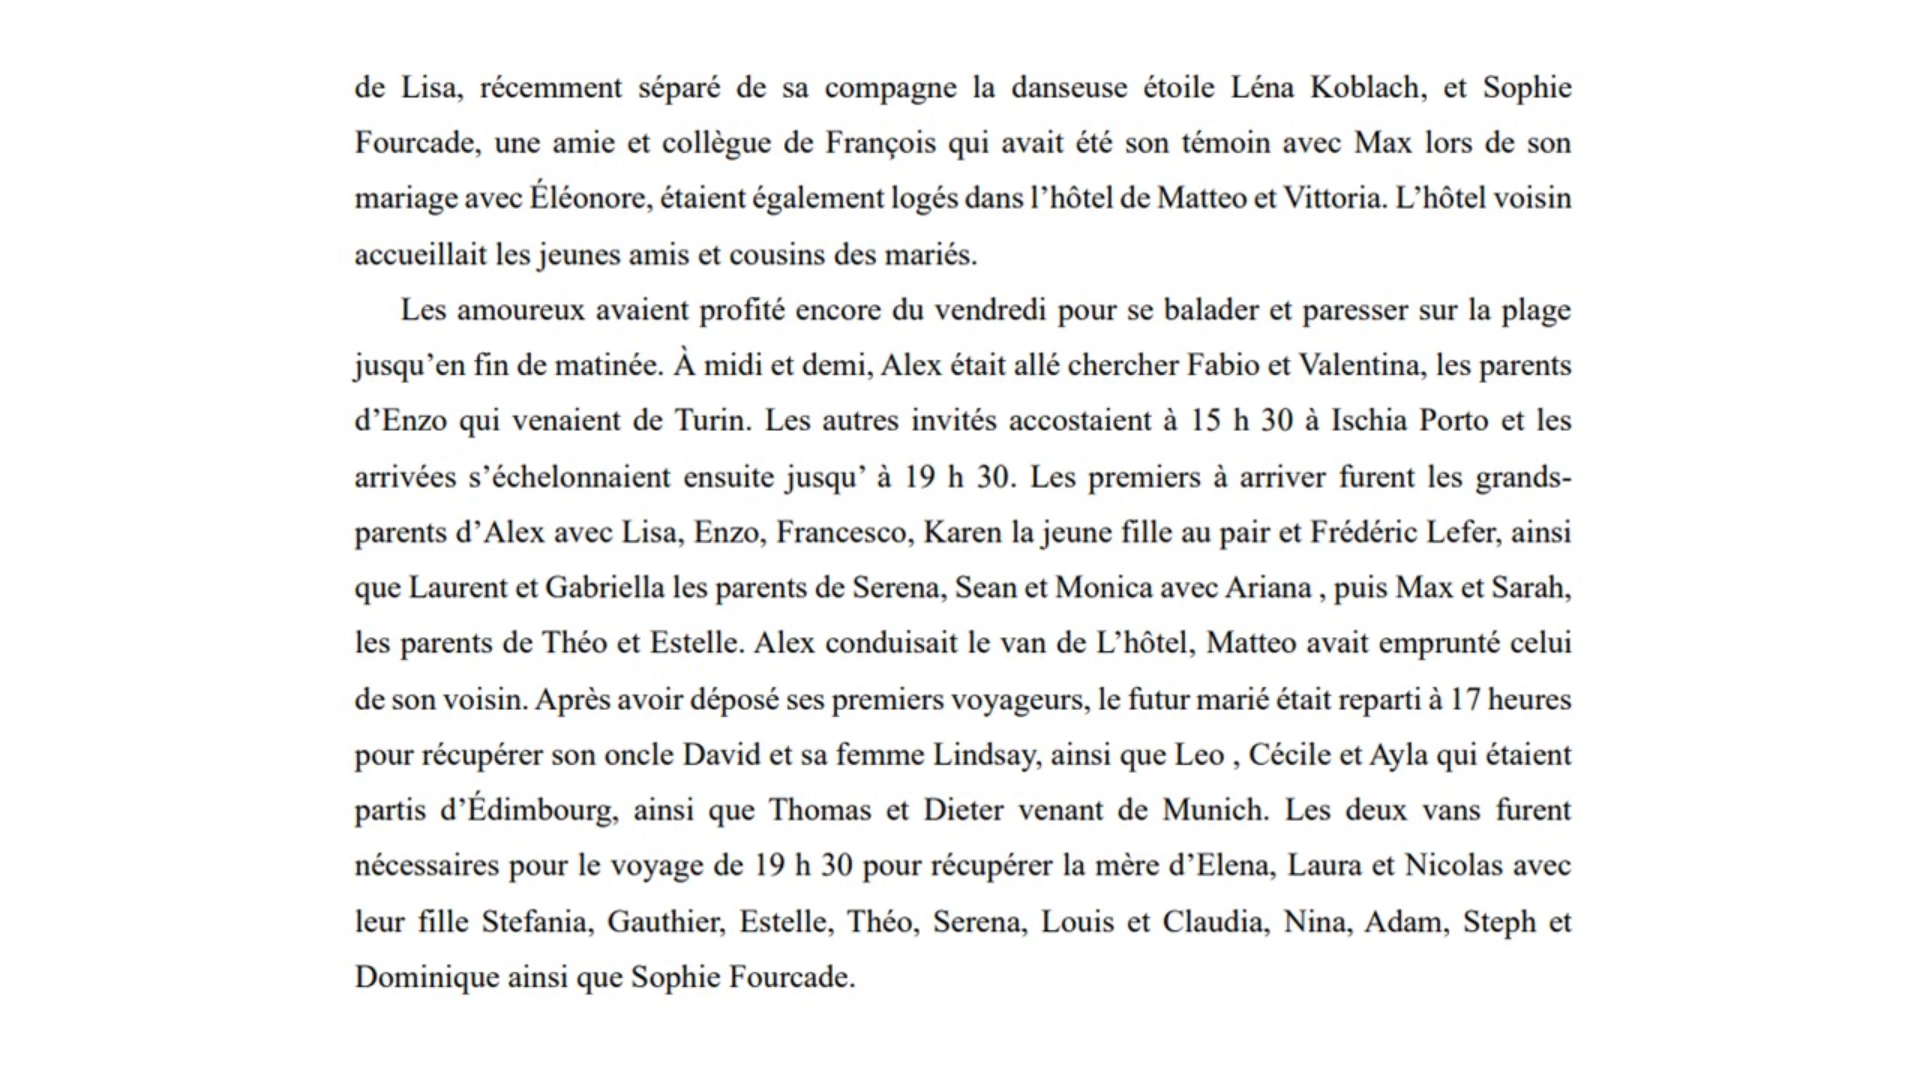 de Lisa, récemment séparé de sa compagne la danseuse étoile Léna Koblach, et Sophie
Fourcade, une amie et collègue de François qui avait été son témoin avec Max lors de son
mariage avec Éléonore, étaient également logés dans l’hôtel de Matteo et Vittoria. L’hôtel voisin
accueillait les jeunes amis et cousins des mariés.
Les amoureux avaient profité encore du vendredi pour se balader et paresser sur la plage
jusqu’en fin de matinée. À midi et demi, Alex était allé chercher Fabio et Valentina, les parents
d’Enzo qui venaient de Turin. Les autres invités accostaient à 15 h 30 à Ischia Porto et les
arrivées s’échelonnaient ensuite jusqu’ à 19 h 30. Les premiers à arriver furent les grands-
parents d’Alex avec Lisa, Enzo, Francesco, Karen la jeune fille au pair et Frédéric Lefer, ainsi
que Laurent et Gabriella les parents de Serena, Sean et Monica avec Ariana , puis Max et Sarah,
les parents de Théo et Estelle. Alex conduisait le van de L’hôtel, Matteo avait emprunté celui
de son voisin. Après avoir déposé ses premiers voyageurs, le futur marié était reparti à 17 heures
pour récupérer son oncle David et sa femme Lindsay, ainsi que Leo , Cécile et Ayla qui étaient
partis d’Édimbourg, ainsi que Thomas et Dieter venant de Munich. Les deux vans furent
nécessaires pour le voyage de 19 h 30 pour récupérer la mère d’Elena, Laura et Nicolas avec
leur fille Stefania, Gauthier, Estelle, Théo, Serena, Louis et Claudia, Nina, Adam, Steph et
Dominique ainsi que Sophie Fourcade.